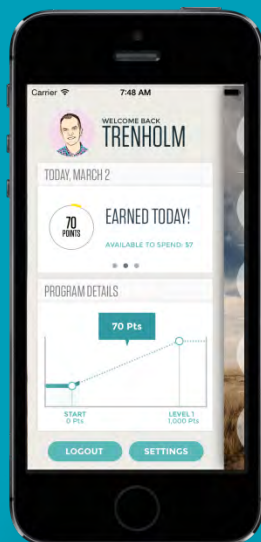 Carrier 7:48 AM
WELCOME BACK
TRENHOLM
TODAY, MARCH 2
70
POINTS
EARNED TODAY!
AVAILABLE TO SPEND: $7
PROGRAM DETAILS
70 Pts
START
0 Pts
LEVEL 1
1,000 Pts
LOGOUT
SETTINGS